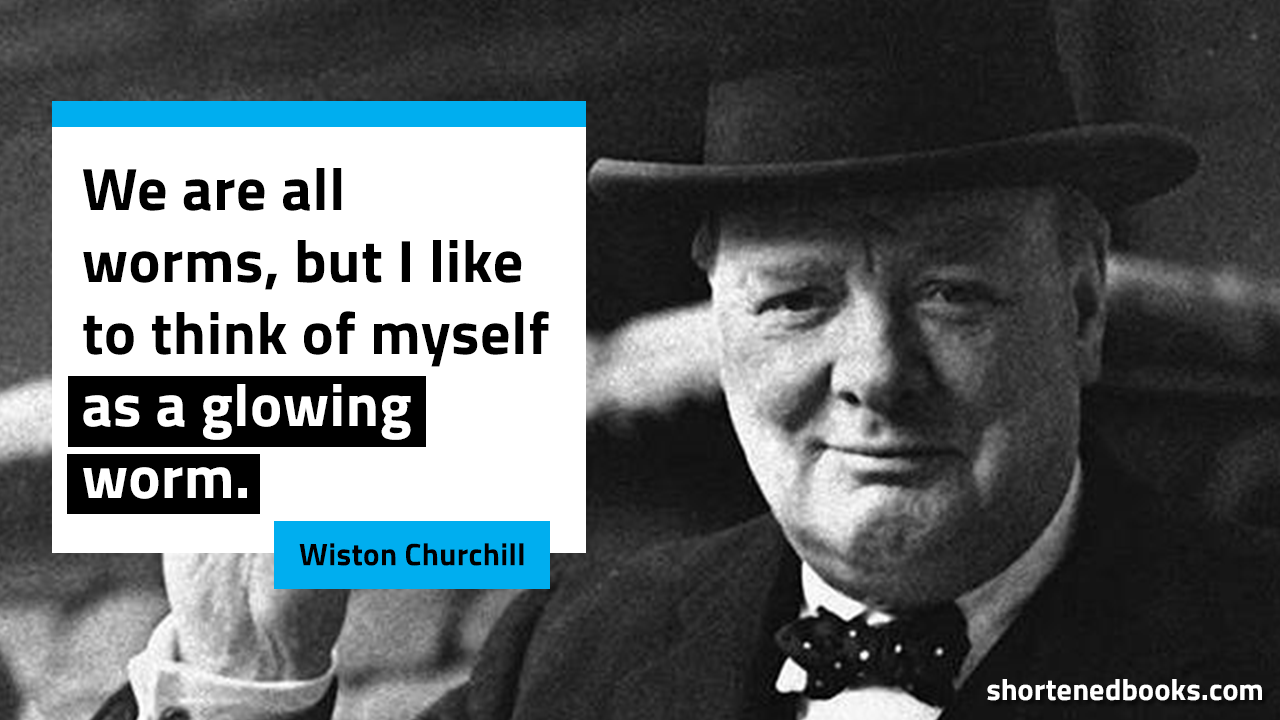 We are all
worms, but I like
to think of myself
as a glowing
worm.
Wiston Churchill
shortenedbooks.com